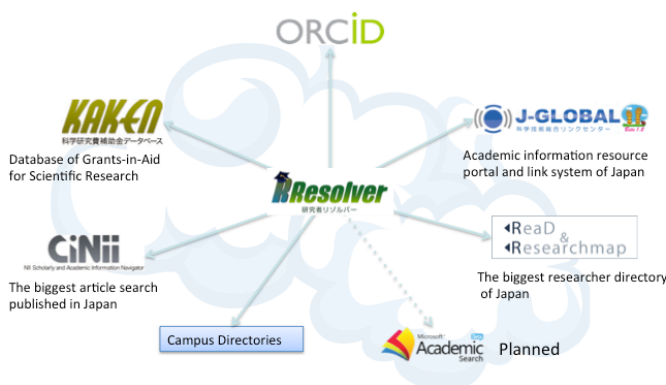 ORCiD
KAKEN
科学研究費補助金データベース
Database of Grants-in-Aid
for Scientific Research
J-GLOBAL
科学技術総合リンクセンター
Academic information resource
portal and link system of Japan
RResolver
研究者リゾルバー
CiNii
NII Scholarly and Academic Information Navigator
The biggest article search
published in Japan
ReaD
&
Researchmap
The biggest researcher directory
of Japan
Campus Directories
Microsoft
Academic
Search
Planned